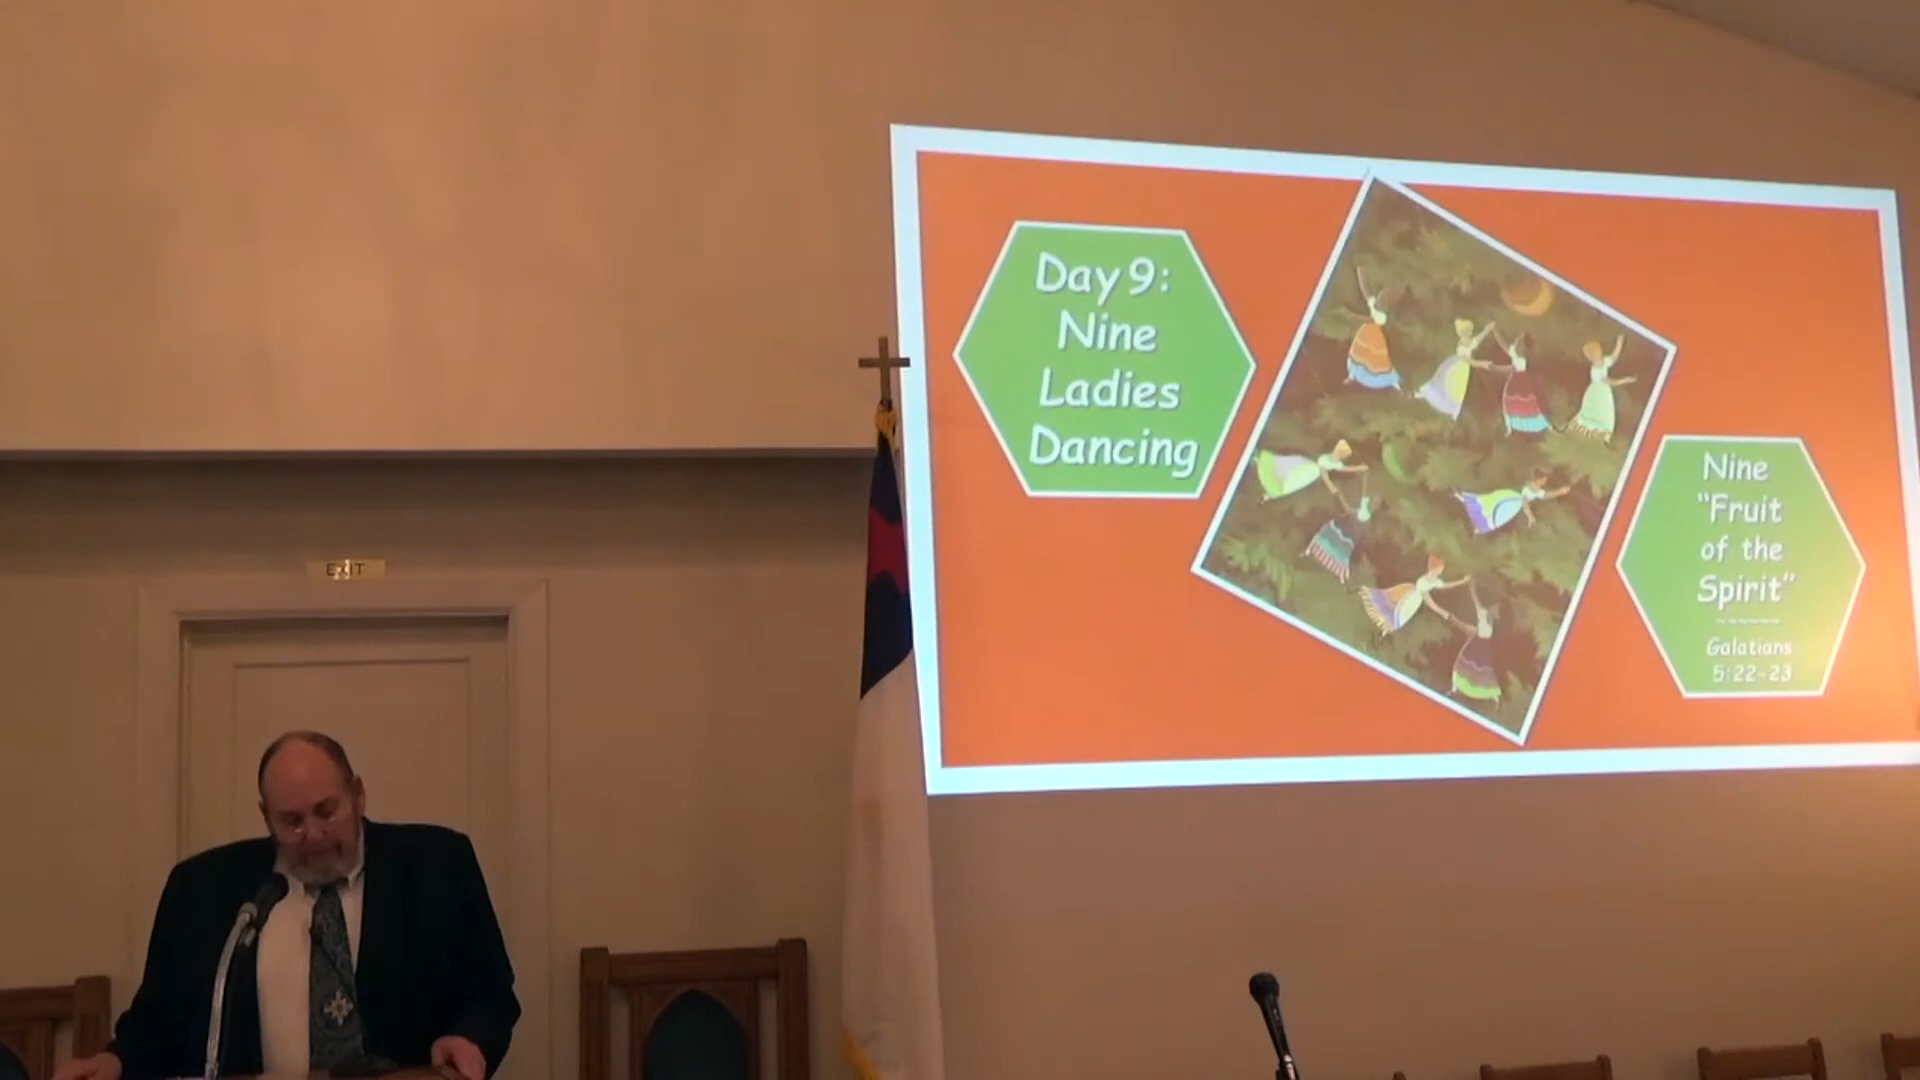 Day 9:
Nine
Ladies
Dancing
Nine
“Fruit
of the
Spirit”
Galatians
5:22-23
EXIT